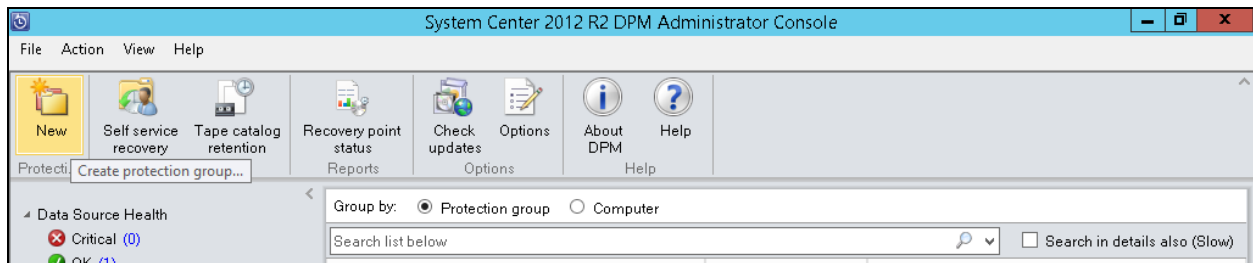 System Center 2012 R2 DPM Administrator Console
File Action View Help
New
Self service recovery
Tape catalog retention
Recovery point status
Check updates
Options
About DPM
Help
Protecti
Create protection group...
Reports
Options
Help
Data Source Health
Group by: Protection group Computer
Critical (0)
Search list below
Search in details also (Slow)
OK (1)